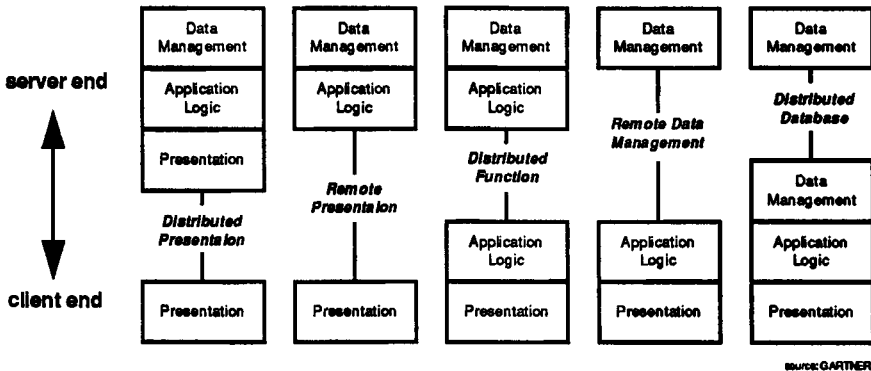 server end
client end
Data
Management
Application
Logic
Presentation
Distributed
Presentaion
Presentation
Data
Management
Application
Logic
Remote
Presentaion
Presentation
Data
Management
Application
Logic
Distributed
Function
Application
Logic
Presentation
Data
Management
Remote Data
Management
Application
Logic
Presentation
Data
Management
Distributed
Database
Data
Management
Application
Logic
Presentation
source: GARTNER